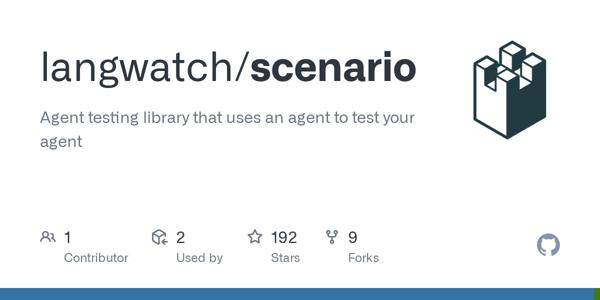 langwatch/scenario
Agent testing library that uses an agent to test your
agent
1
Contributor
2
Used by
192
Stars
9
Forks